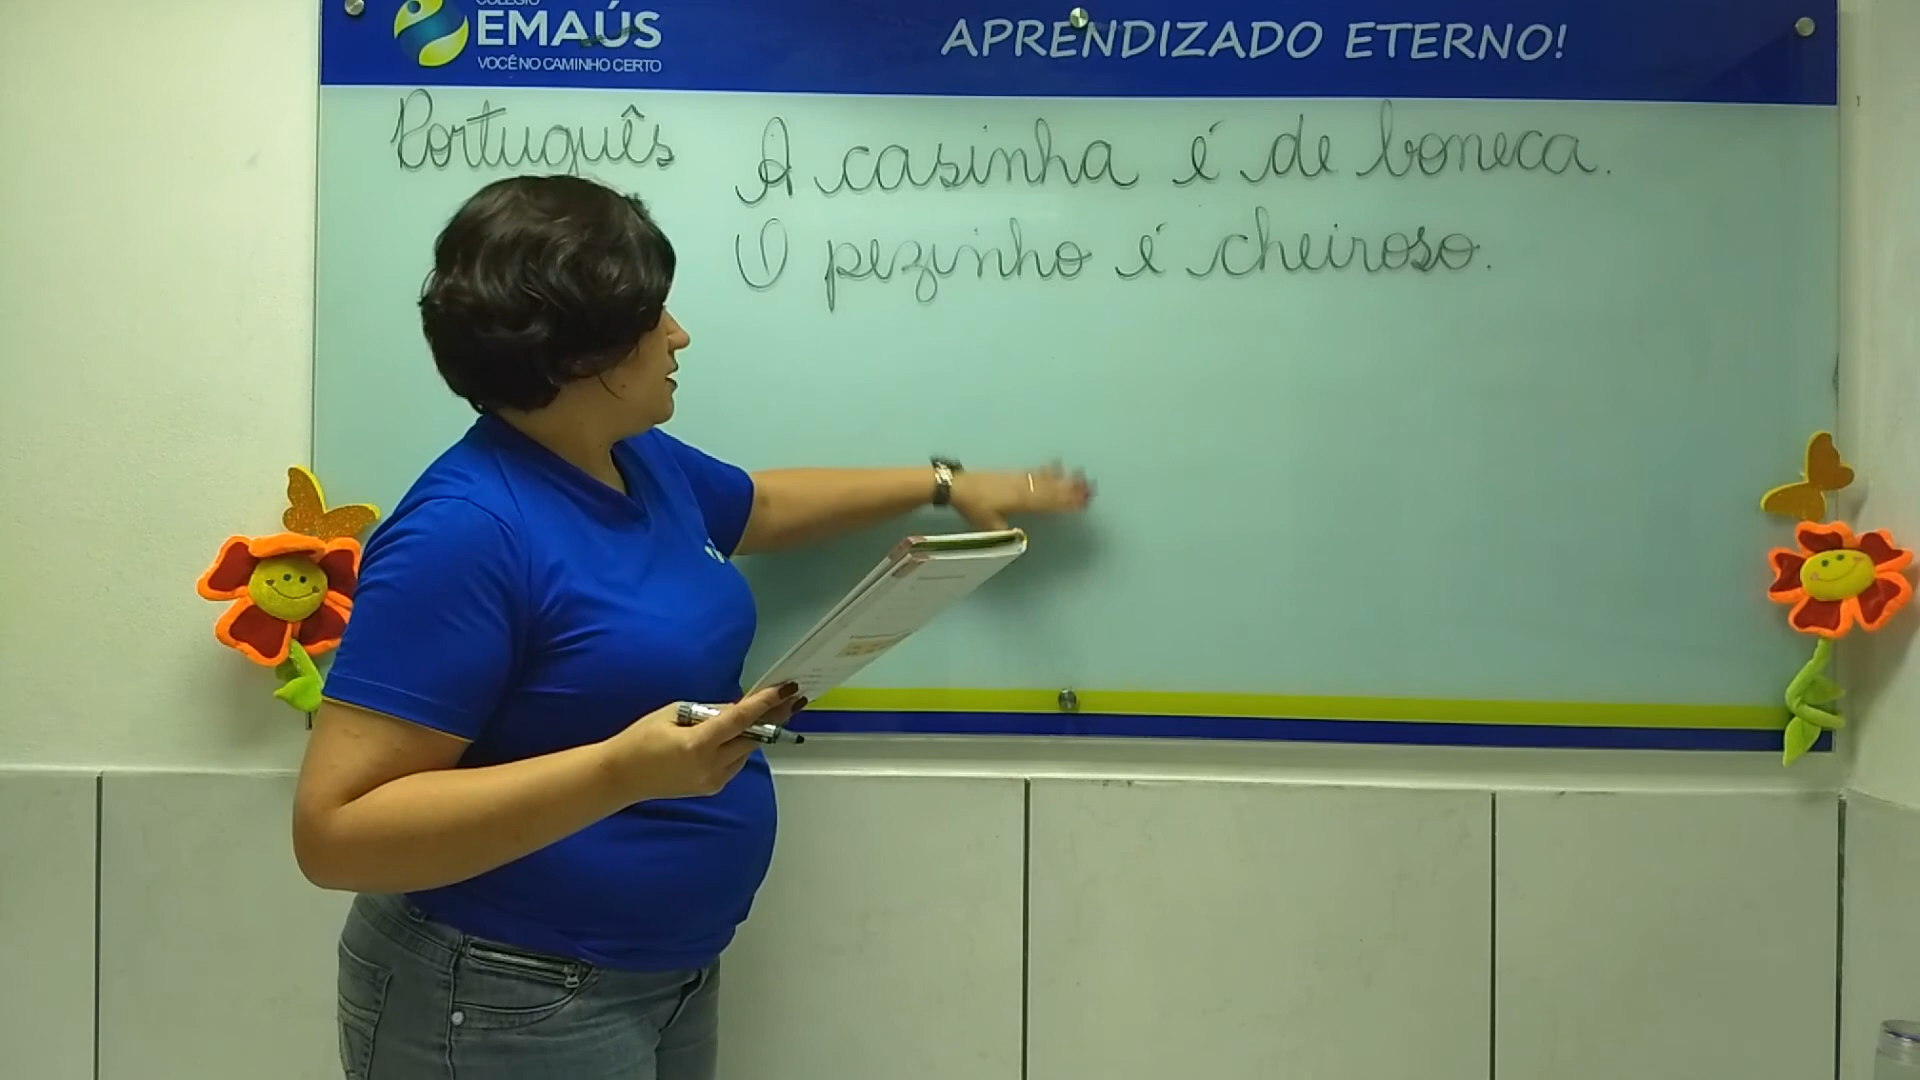 COLÉGIO
EMAÚS
VOCÊ NO CAMINHO CERTO
APRENDIZADO ETERNO!
Português
A casinha é de boneca.
O pezinho é cheiroso.